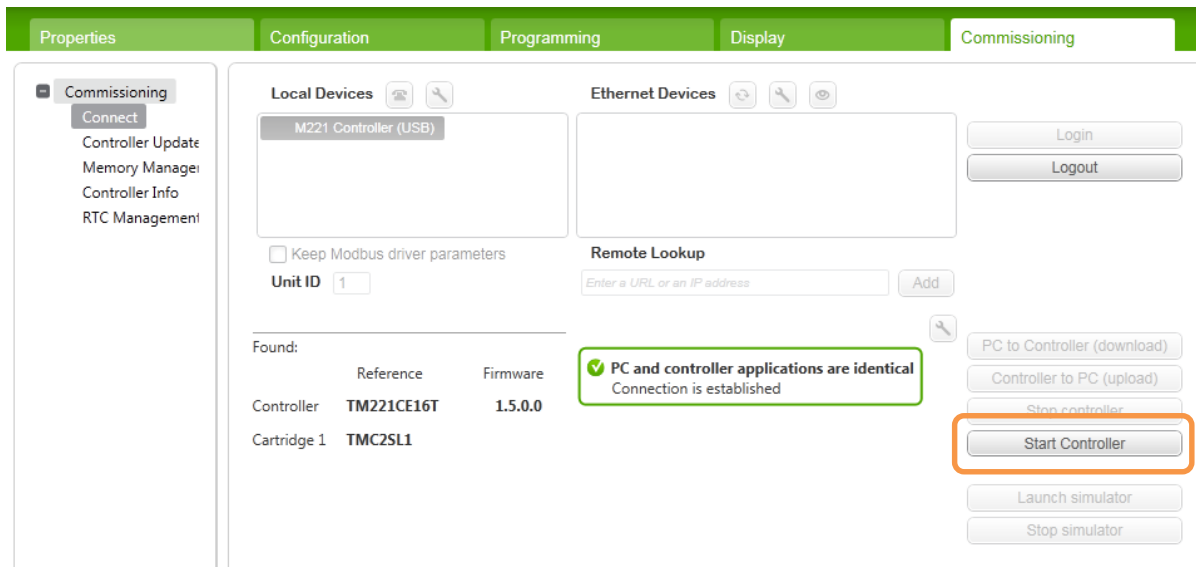 Properties Configuration Programming Display Commissioning
Commissioning
Connect
Controller Update
Memory Manage
Controller Info
RTC Management
Local Devices
M221 Controller (USB)
Keep Modbus driver parameters
Unit ID 1
Ethernet Devices
Remote Lookup
Enter a URL or an IP address Add
Login
Logout
Found:
Reference Firmware
Controller TM221CE16T 1.5.0.0
Cartridge 1 TMC2SL1
PC and controller applications are identical
Connection is established
PC to Controller (download)
Controller to PC (upload)
Stop controller
Start Controller
Launch simulator
Stop simulator